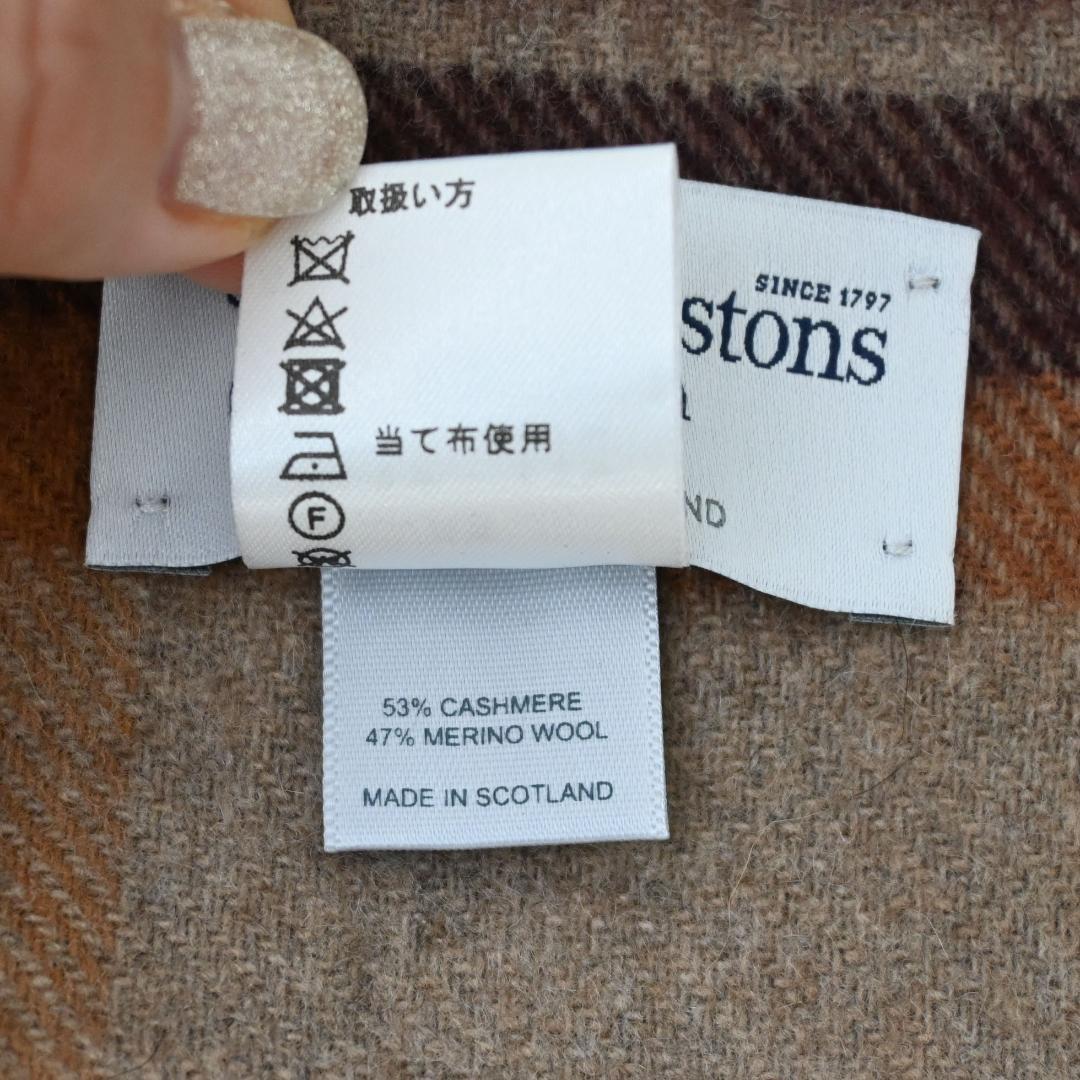 取扱い方
当て布使用
F
SINCE 1797
stons
ND
53% CASHMERE
47% MERINO WOOL
MADE IN SCOTLAND